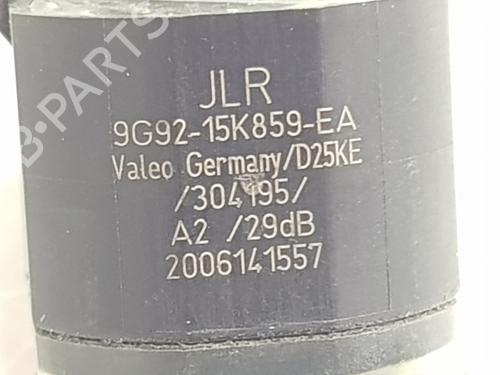 B-PARTS
JLR
9G92-15K859-EA
Valeo Germany/D25KE
/304195/
A2 /29dB
2006141557